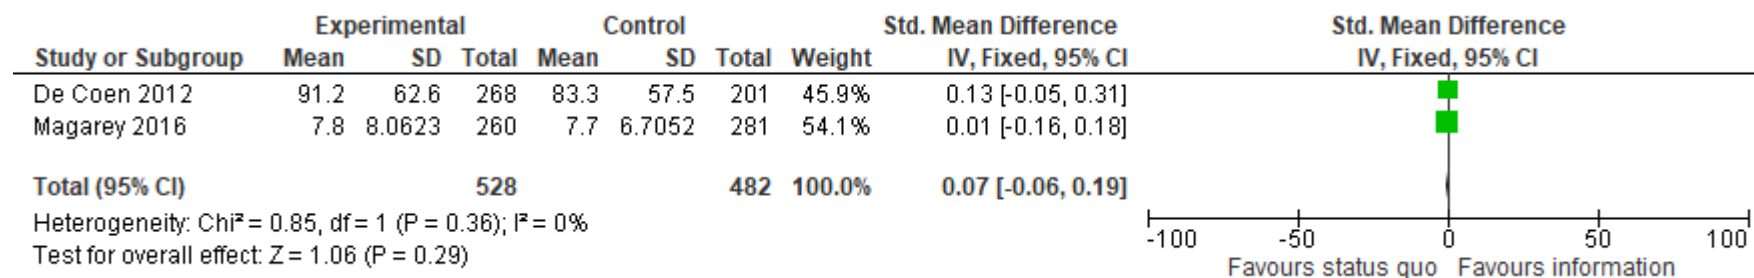 Experimental Control Std. Mean Difference Std. Mean Difference
Study or Subgroup Mean SD Total Mean SD Total Weight IV, Fixed, 95% CI IV, Fixed, 95% CI
De Coen 2012 91.2 62.6 268 83.3 57.5 201 45.9% 0.13 [-0.05, 0.31]
Magarey 2016 7.8 8.0623 260 7.7 6.7052 281 54.1% 0.01 [-0.16, 0.18]
Total (95% CI) 528 482 100.0% 0.07 [-0.06, 0.19]
Heterogeneity: Chi² = 0.85, df = 1 (P = 0.36); I² = 0%
Test for overall effect: Z = 1.06 (P = 0.29)
-100 -50 0 50 100
Favours status quo Favours information